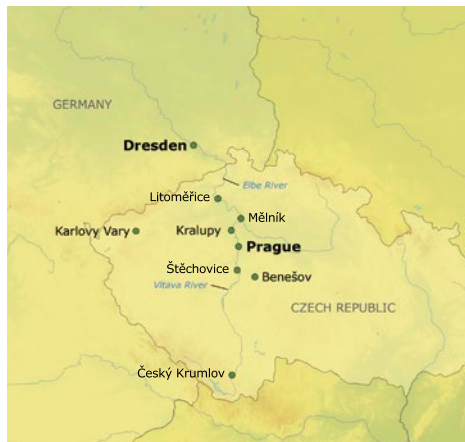 GERMANY
Dresden
Elbe River
Litoměřice
Mělník
Karlovy Vary
Kralupy
Prague
Štěchovice
Benešov
Vltava River
CZECH REPUBLIC
Český Krumlov